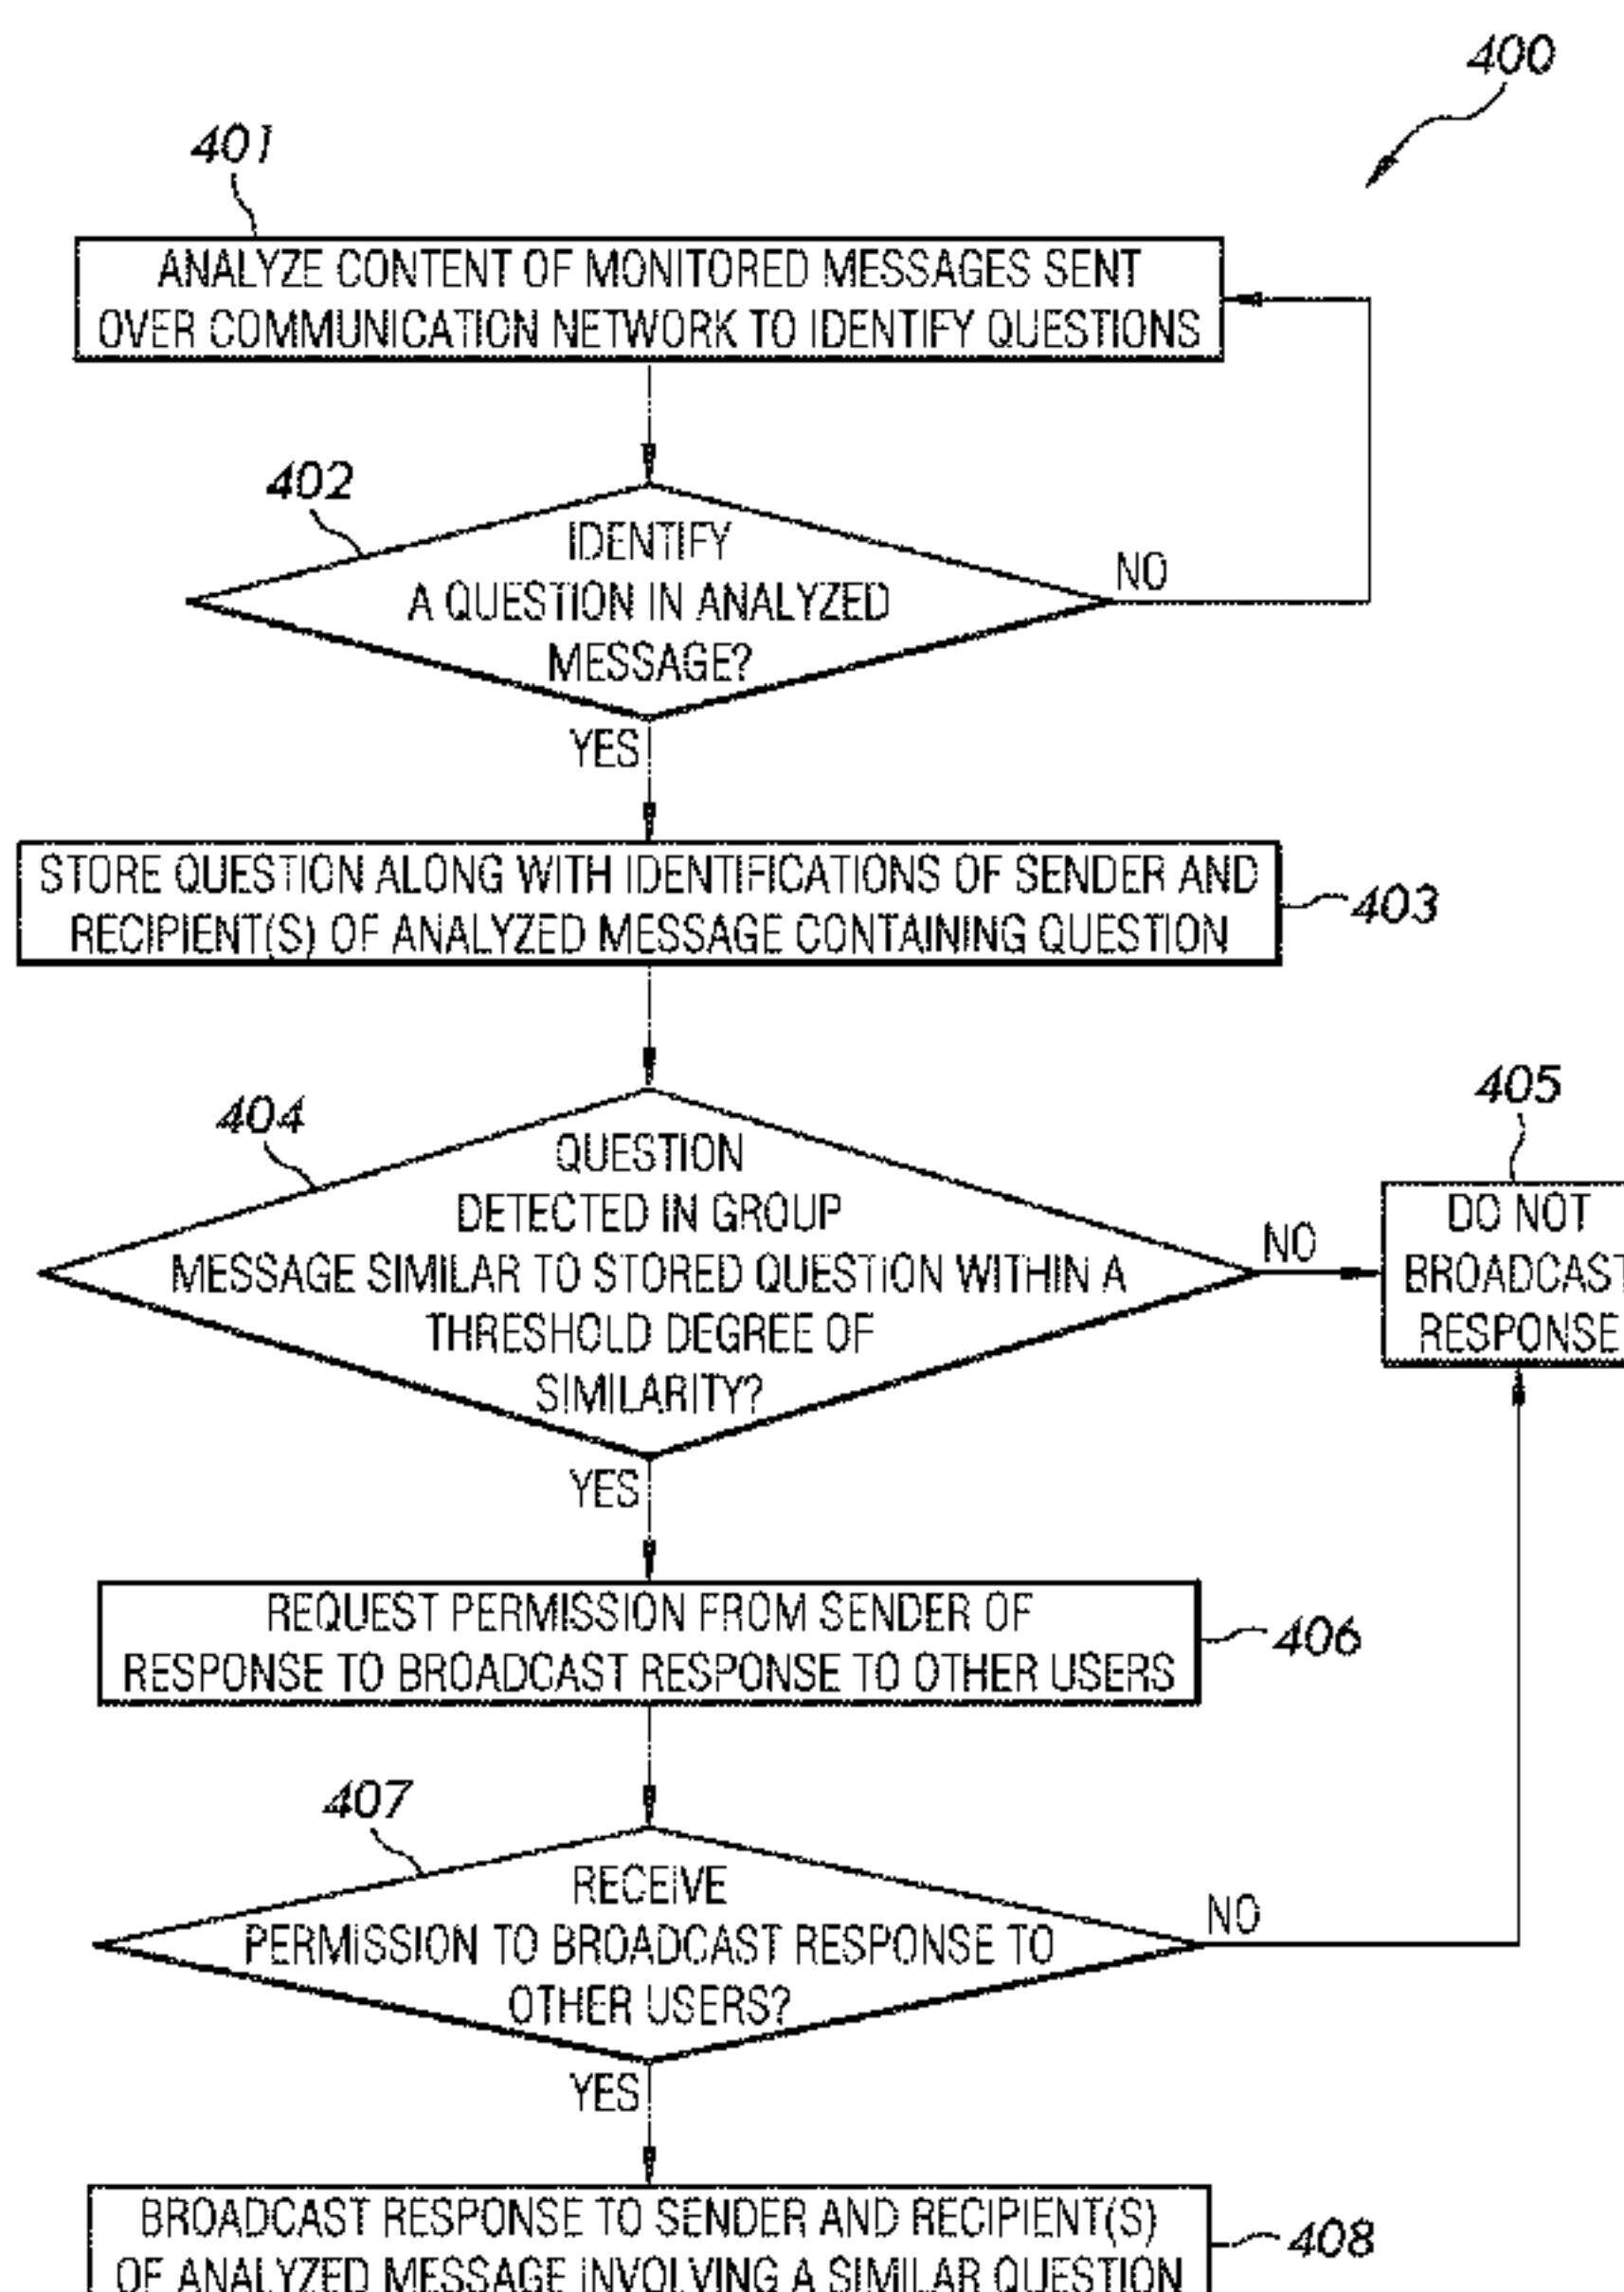 400
401
ANALYZE CONTENT OF MONITORED MESSAGES SENT
OVER COMMUNICATION NETWORK TO IDENTIFY QUESTIONS
402
IDENTIFY
A QUESTION IN ANALYZED
MESSAGE?
NO
YES
STORE QUESTION ALONG WITH IDENTIFICATIONS OF SENDER AND
RECIPIENT(S) OF ANALYZED MESSAGE CONTAINING QUESTION
403
404
QUESTION
DETECTED IN GROUP
MESSAGE SIMILAR TO STORED QUESTION WITHIN A
THRESHOLD DEGREE OF
SIMILARITY?
NO
405
DO NOT
BROADCAST
RESPONSE
YES
REQUEST PERMISSION FROM SENDER OF
RESPONSE TO BROADCAST RESPONSE TO OTHER USERS
406
407
RECEIVE
PERMISSION TO BROADCAST RESPONSE TO
OTHER USERS?
NO
YES
BROADCAST RESPONSE TO SENDER AND RECIPIENT(S)
OF ANALYZED MESSAGE INVOLVING A SIMILAR QUESTION
408